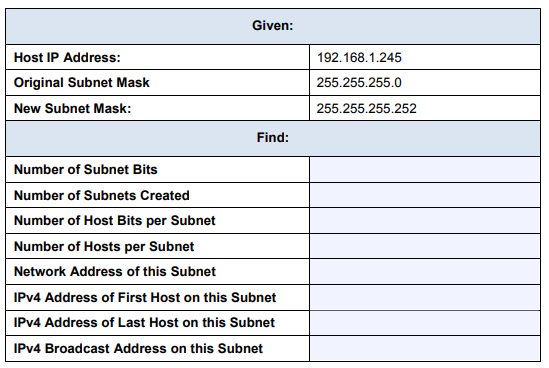 Given:
Host IP Address: 192.168.1.245
Original Subnet Mask 255.255.255.0
New Subnet Mask: 255.255.255.252
Find:
Number of Subnet Bits
Number of Subnets Created
Number of Host Bits per Subnet
Number of Hosts per Subnet
Network Address of this Subnet
IPv4 Address of First Host on this Subnet
IPv4 Address of Last Host on this Subnet
IPv4 Broadcast Address on this Subnet